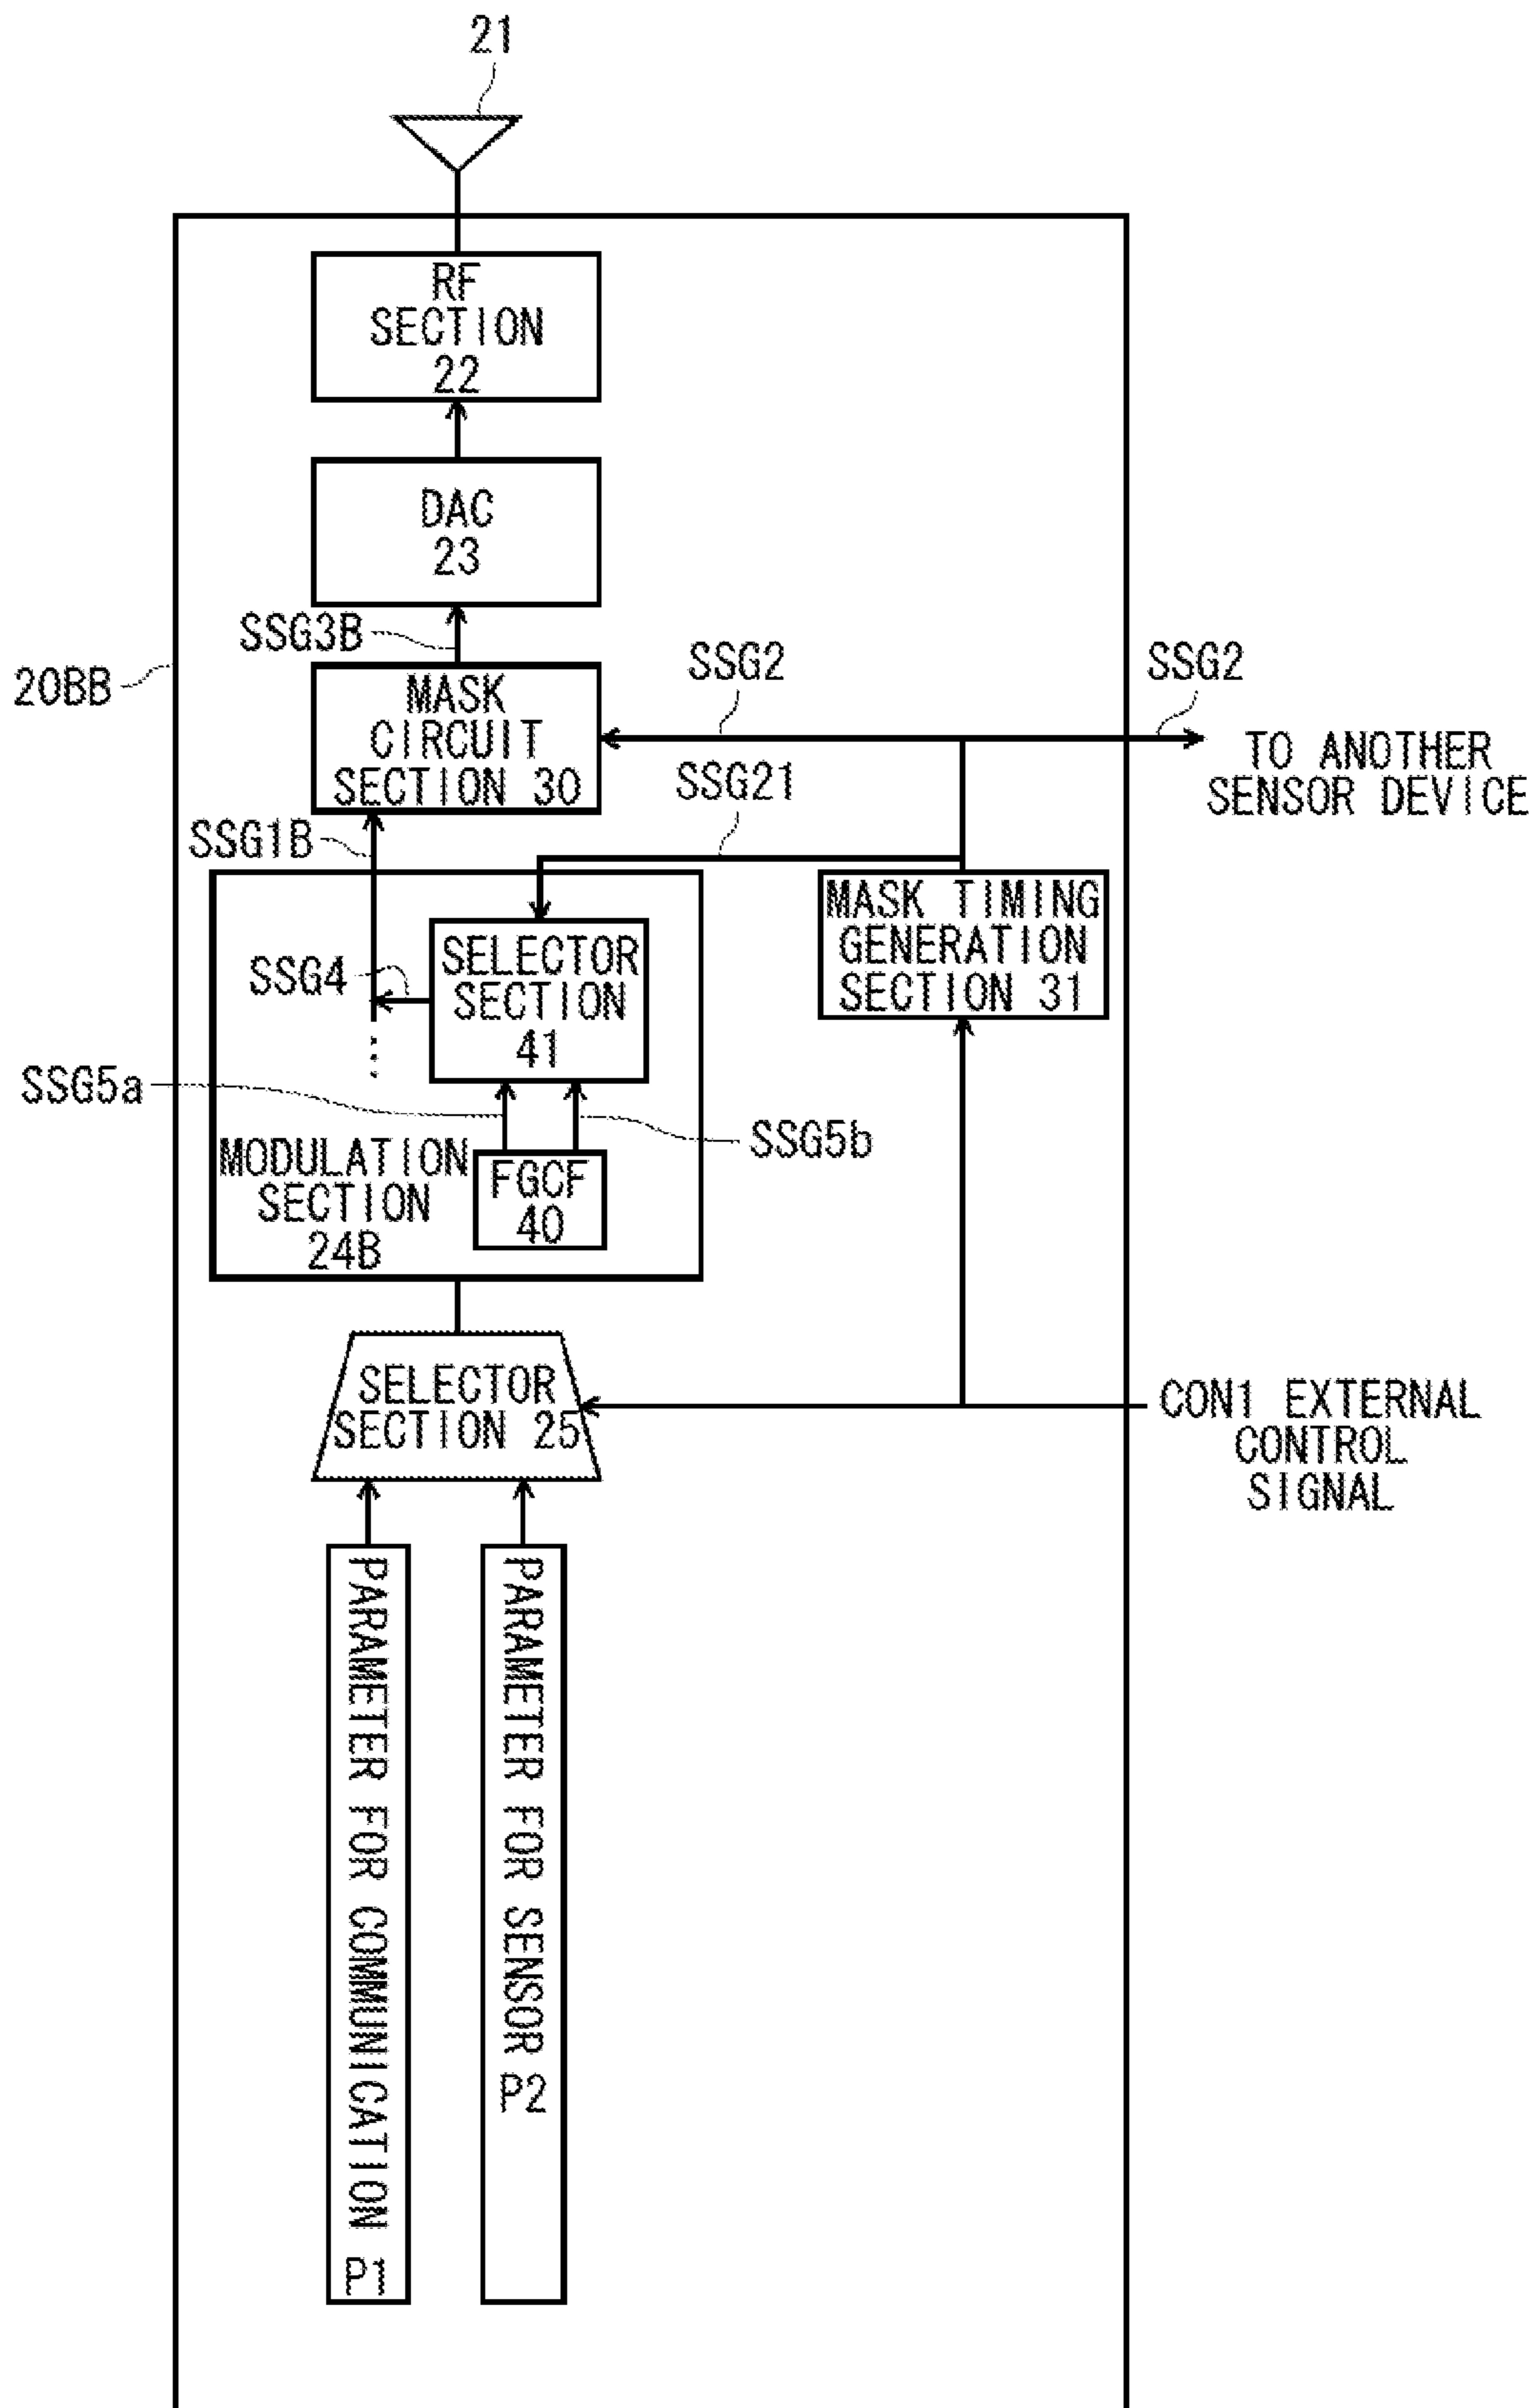 21
RF
SECTION
22
DAC
23
SSG3B
20BB
MASK
CIRCUIT
SECTION 30
SSG2
SSG2
TO ANOTHER
SENSOR DEVICE
SSG21
SSG1B
MASK TIMING
GENERATION
SECTION 31
SELECTOR
SECTION
41
SSG4
SSG5a
SSG5b
MODULATION
SECTION
24B
FGCF
40
SELECTOR
SECTION 25
CON1 EXTERNAL
CONTROL
SIGNAL
PARAMETER FOR COMMUNICATION P1
PARAMETER FOR SENSOR P2